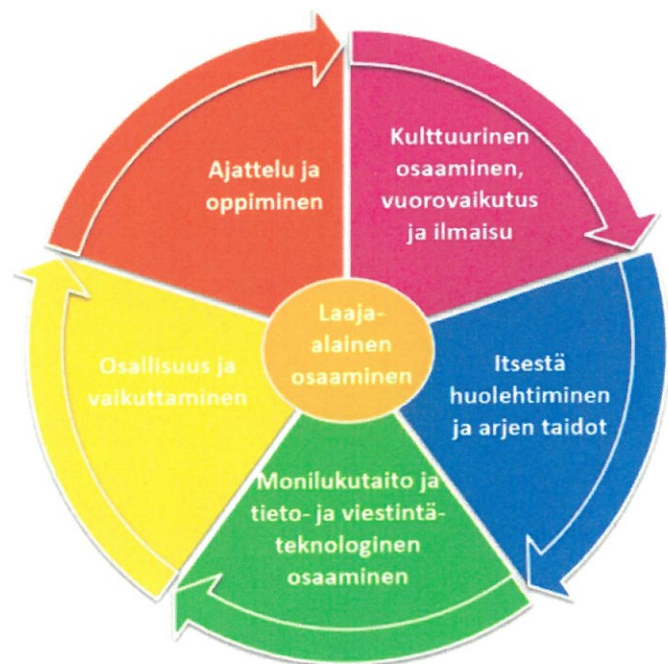 Ajattelu ja
oppiminen
Kulttuurinen
osaaminen,
vuorovaikutus
ja ilmaisu
Laaja-
alainen
osaaminen
Itsestä
huolehtiminen
ja arjen taidot
Monilukutaito ja
tieto- ja viestintä-
teknologinen
osaaminen
Osallisuus ja
vaikuttaminen